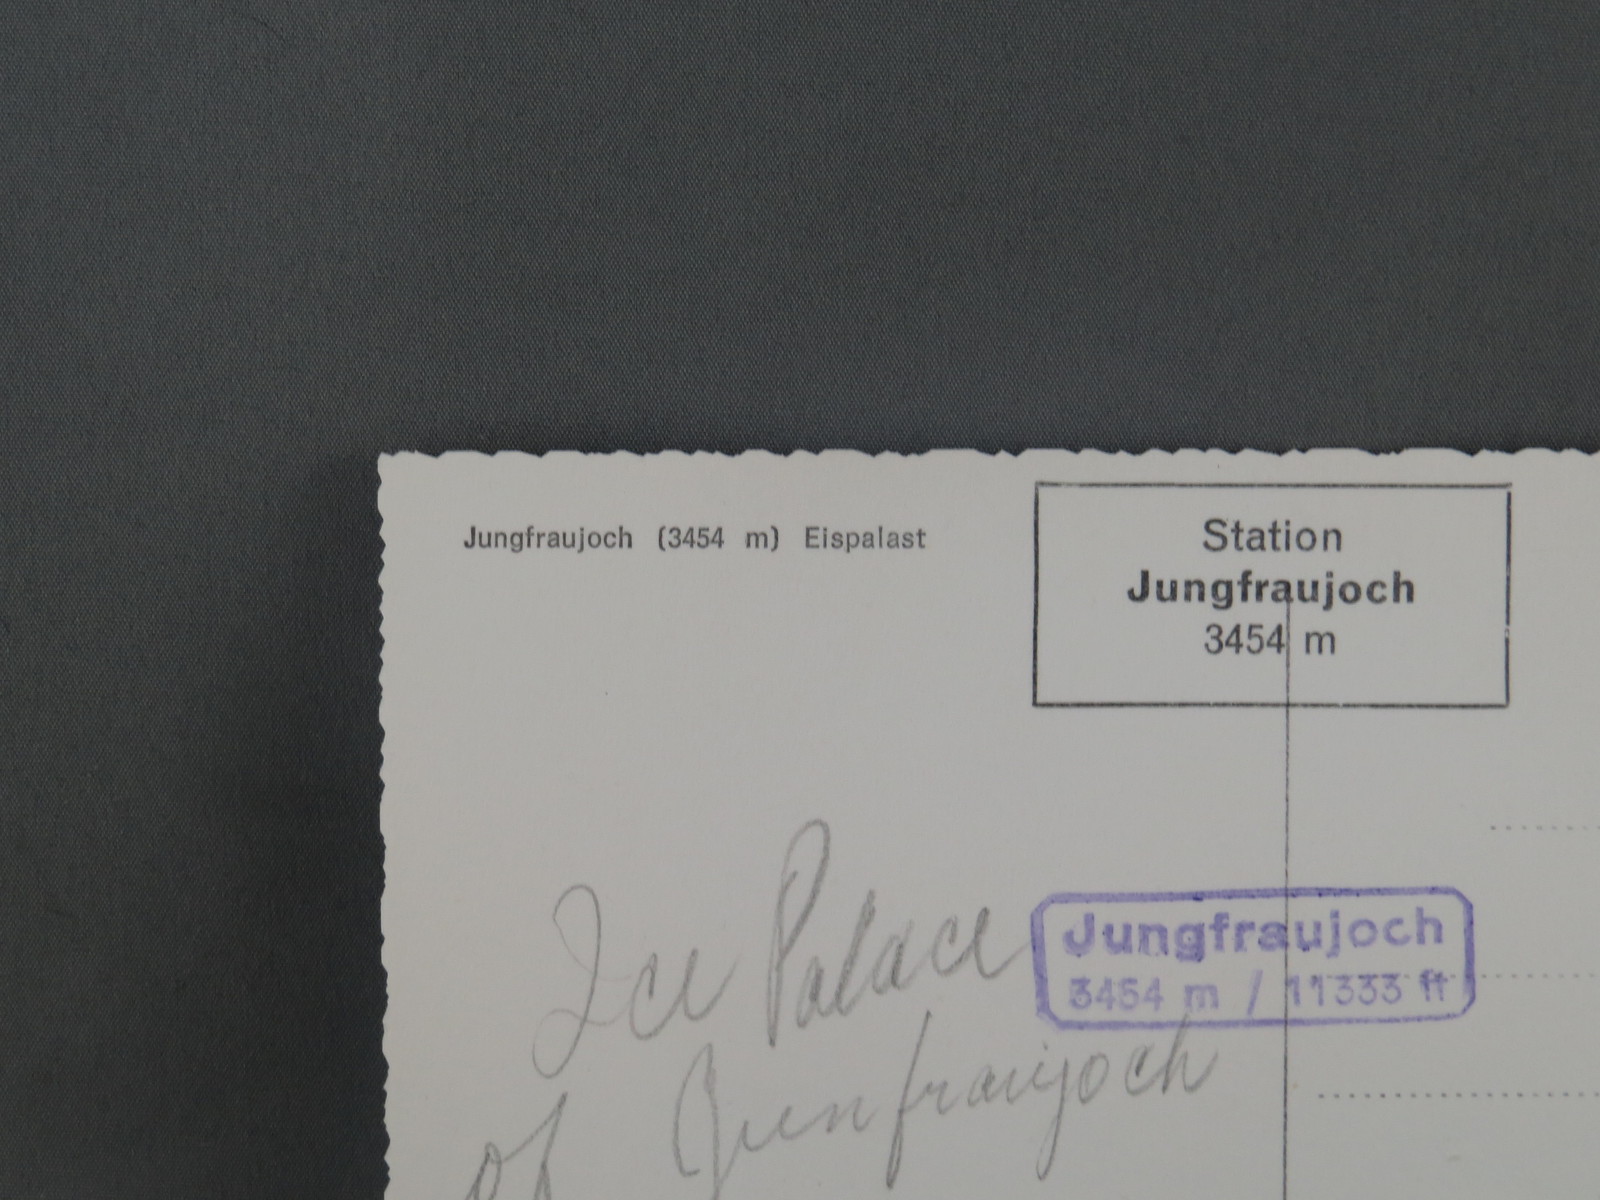 Jungfraujoch (3454 m) Eispalast
Station
Jungfraujoch
3454 m
Ice Palace
of Junfraujoch
Jungfraujoch
3454 m / 11333 ft